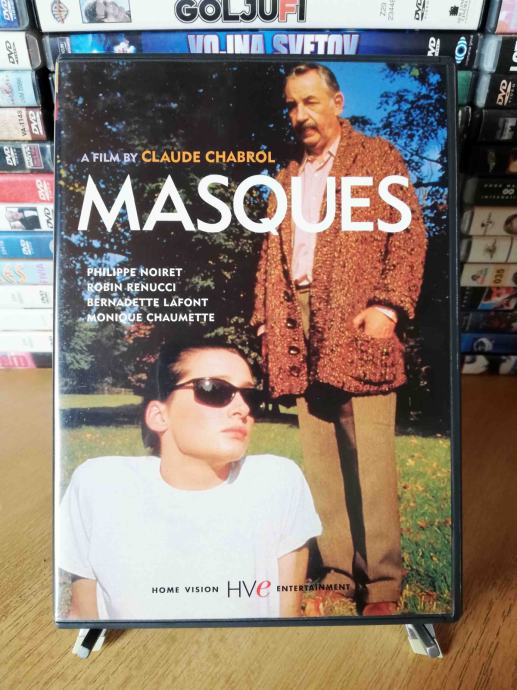 GOLJUFI
VOJNA SVETOV
A FILM BY CLAUDE CHABROL
MASQUES
PHILIPPE NOIRET
ROBIN RENUCCI
BERNADETTE LAFONT
MONIQUE CHAUMETTE
HOME VISION HVe ENTERTAINMENT